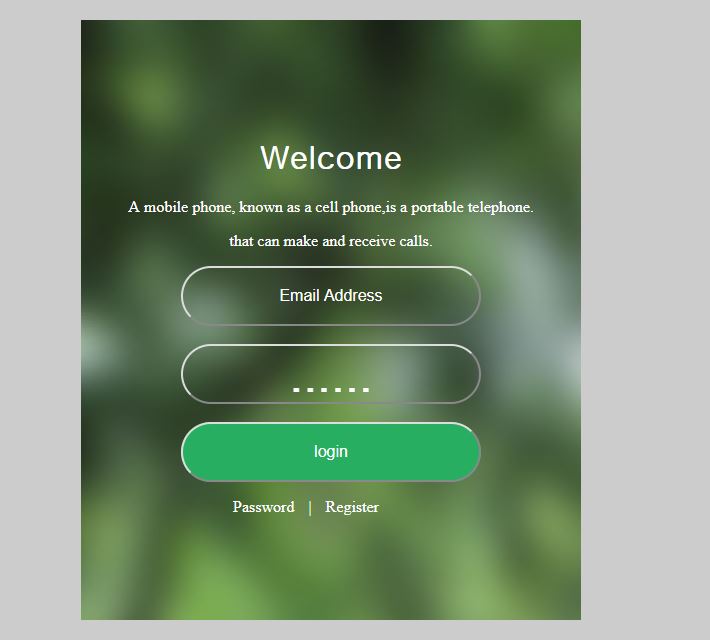 Welcome
A mobile phone, known as a cell phone,is a portable telephone.
that can make and receive calls.
Email Address
------
login
Password | Register